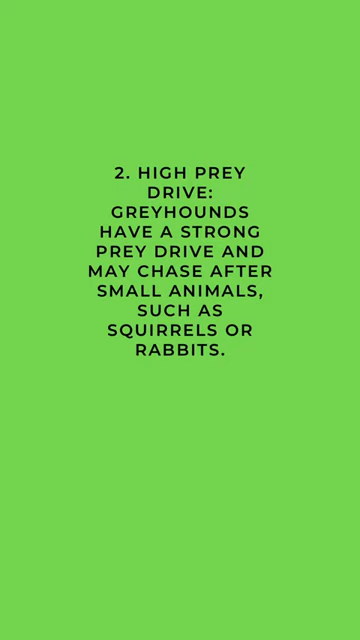 2. HIGH PREY
DRIVE:
GREYHOUNDS
HAVE A STRONG
PREY DRIVE AND
MAY CHASE AFTER
SMALL ANIMALS,
SUCH AS
SQUIRRELS OR
RABBITS.